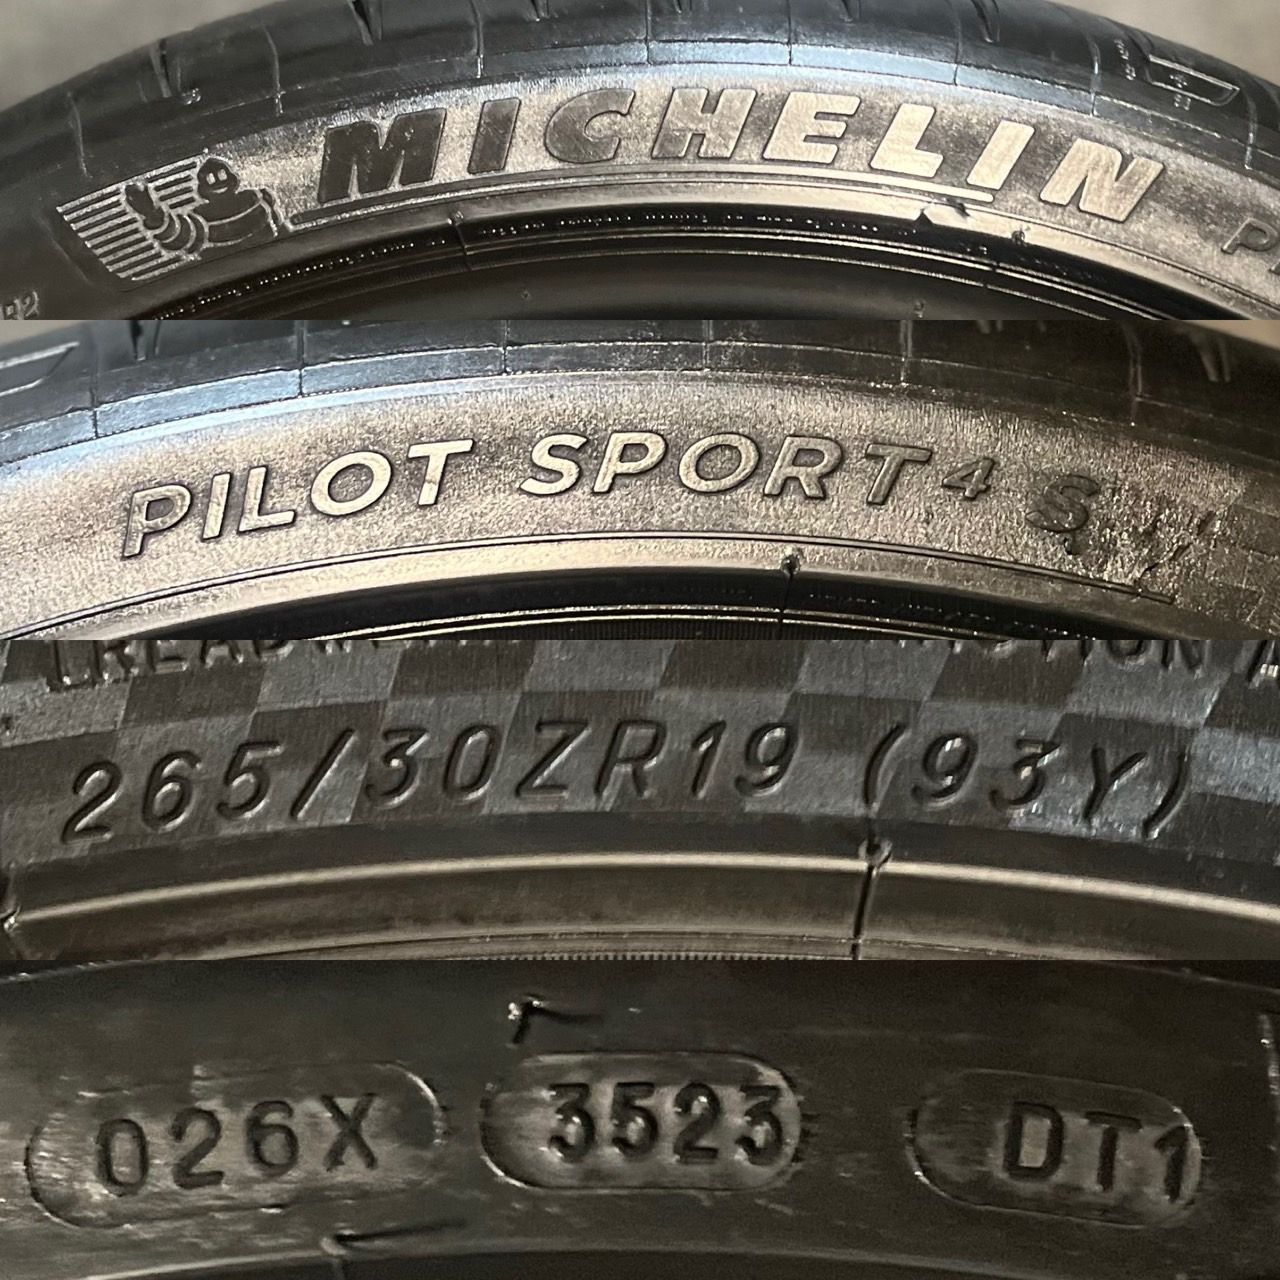 MICHELIN
PILOT SPORT 4 S
265/30ZR19 (93Y)
026X 3523 DT1